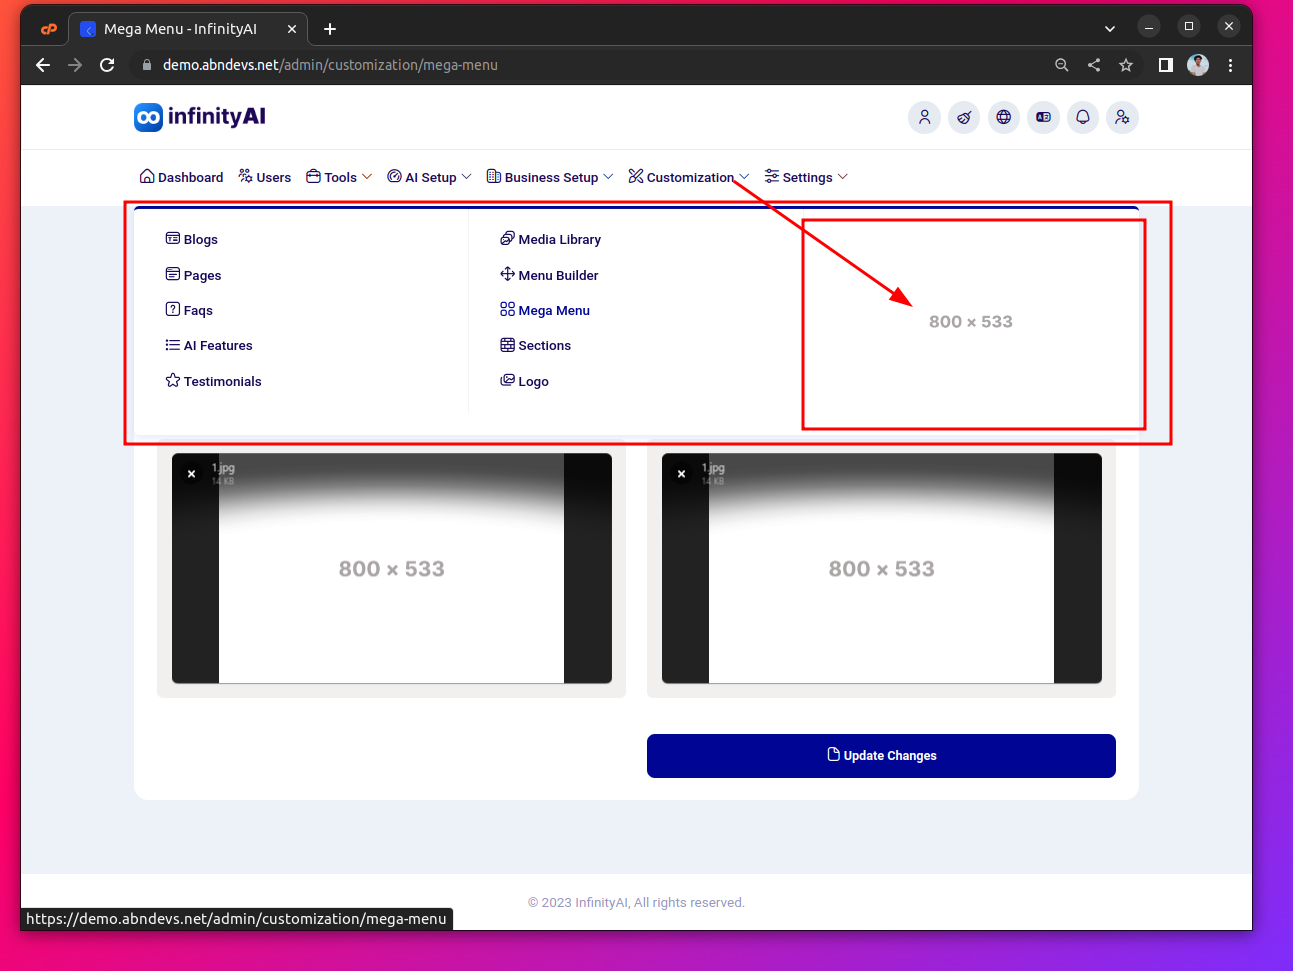 Mega Menu - InfinityAI
demo.abndevs.net/admin/customization/mega-menu
infinityAI
Dashboard Users Tools AI Setup Business Setup Customization Settings
Blogs
Pages
Faqs
AI Features
Testimonials
Media Library
Menu Builder
Mega Menu
Sections
Logo
800 × 533
1.jpg
14 KB
800 × 533
1.jpg
14 KB
800 × 533
Update Changes
© 2023 InfinityAI, All rights reserved.
https://demo.abndevs.net/admin/customization/mega-menu